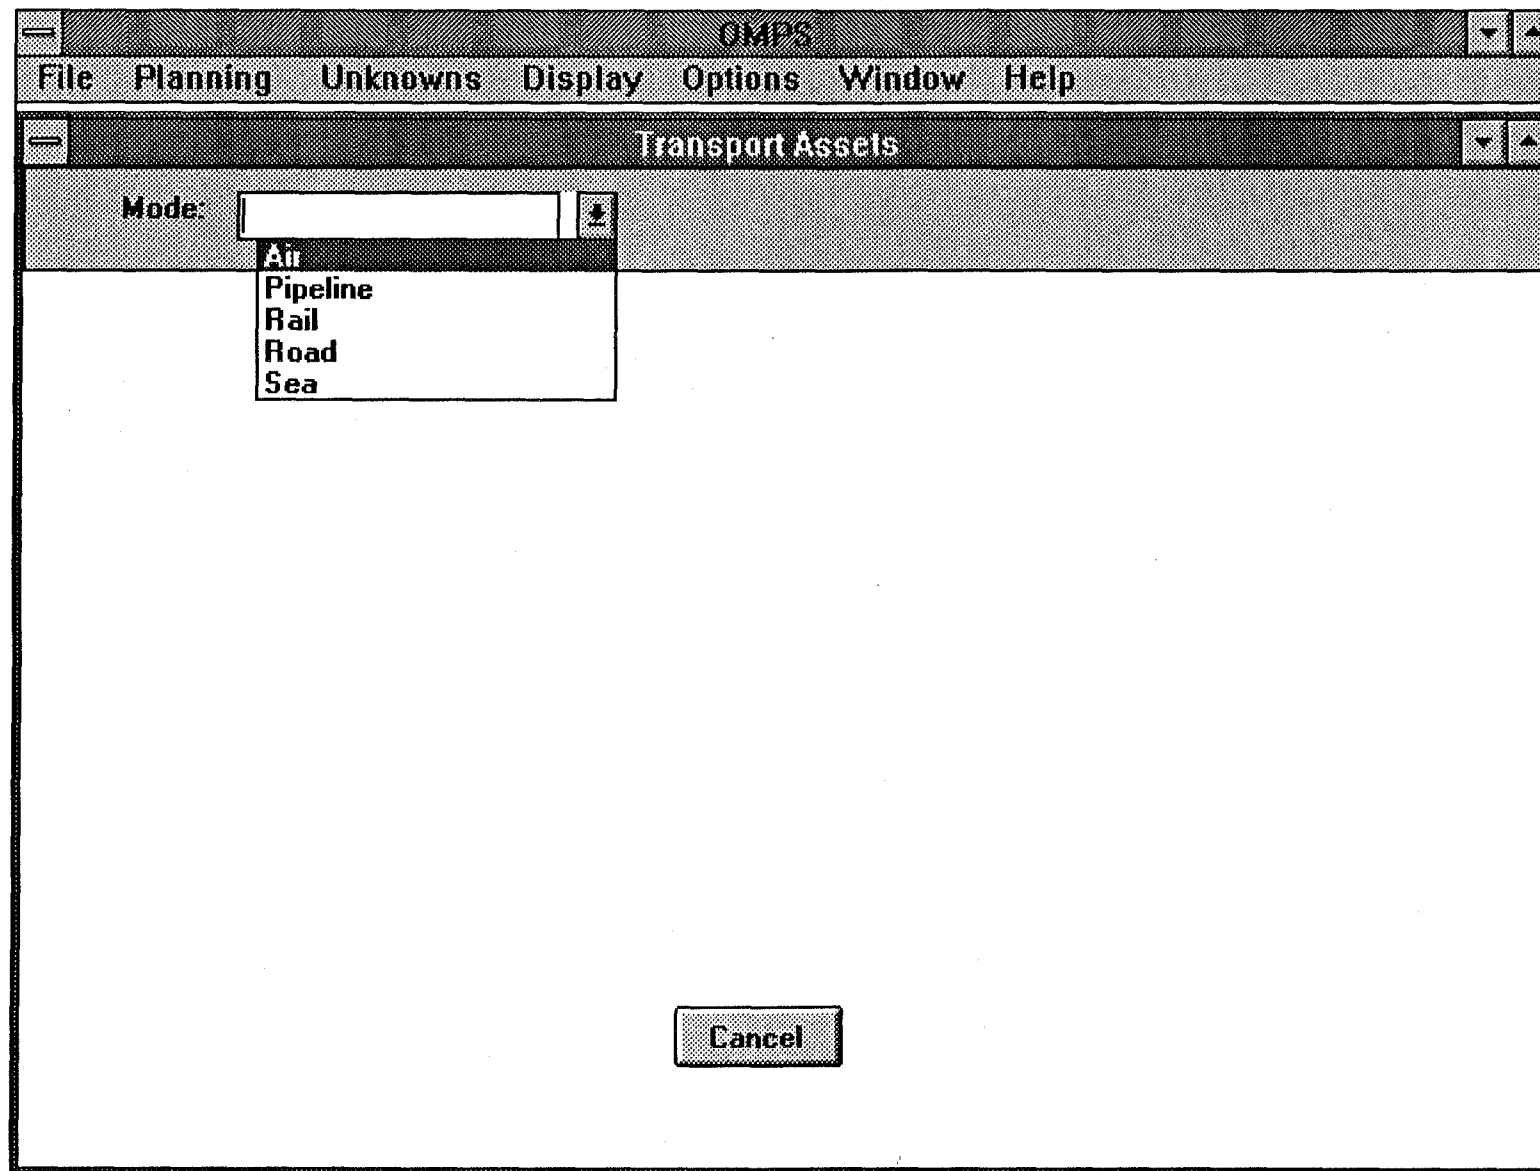 OMPS
File Planning Unknowns Display Options Window Help
Transport Assets
Mode:
Air
Pipeline
Rail
Road
Sea
Cancel